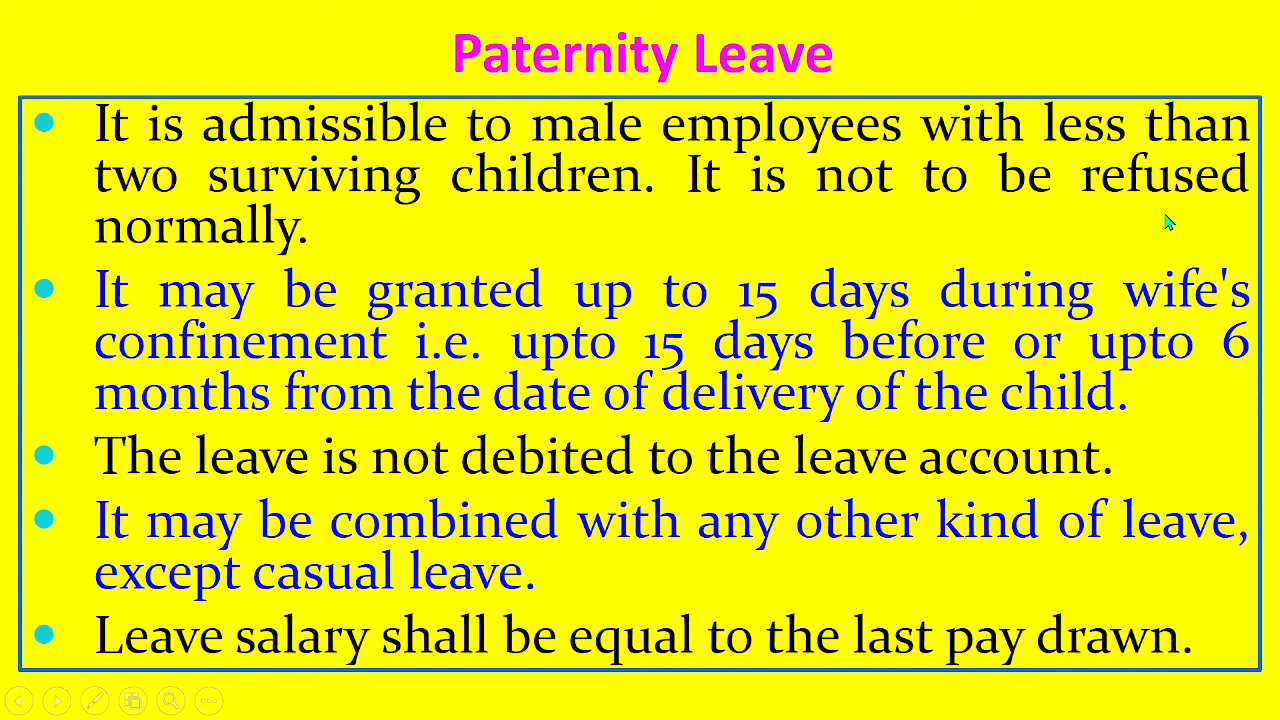 Paternity Leave
It is admissible to male employees with less than
two surviving children. It is not to be refused
normally.
It may be granted up to 15 days during wife's
confinement i.e. upto 15 days before or upto 6
months from the date of delivery of the child.
The leave is not debited to the leave account.
It may be combined with any other kind of leave,
except casual leave.
Leave salary shall be equal to the last pay drawn.